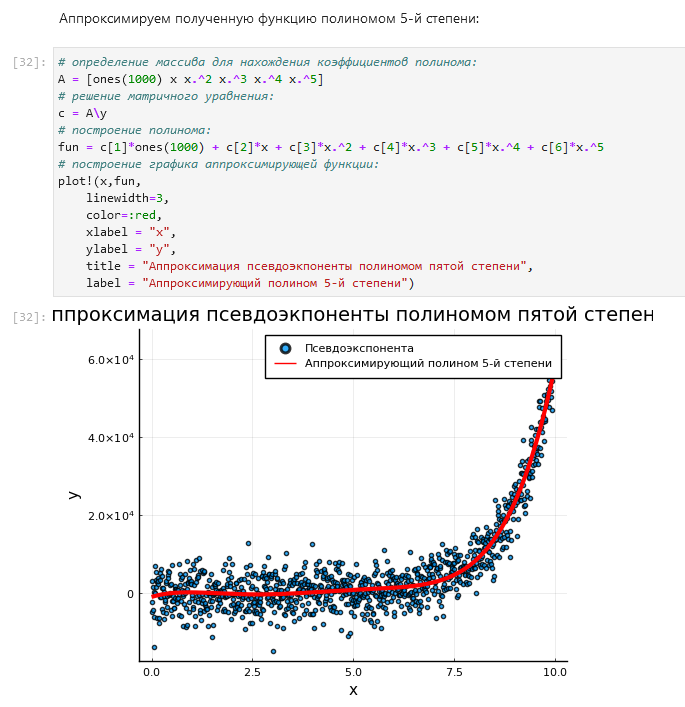 Аппроксимируем полученную функцию полиномом 5-й степени:
[32]: # определение массива для нахождения коэффициентов полинома:
A = [ones(1000) x x.^2 x.^3 x.^4 x.^5]
# решение матричного уравнения:
c = A\y
# построение полинома:
fun = c[1]*ones(1000) + c[2]*x + c[3]*x.^2 + c[4]*x.^3 + c[5]*x.^4 + c[6]*x.^5
# построение графика аппроксимирующей функции:
plot!(x,fun,
linewidth=3,
color=:red,
xlabel = "x",
ylabel = "y",
title = "Аппроксимация псевдоэкпоненты полиномом пятой степени",
label = "Аппроксимирующий полином 5-й степени")
[32]: ппроксимация псевдоэкпоненты полиномом пятой степен
Псевдоэкспонента
Аппроксимирующий полином 5-й степени
6.0×10⁴
4.0×10⁴
2.0×10⁴
0
y
0.0 2.5 5.0 7.5 10.0
x